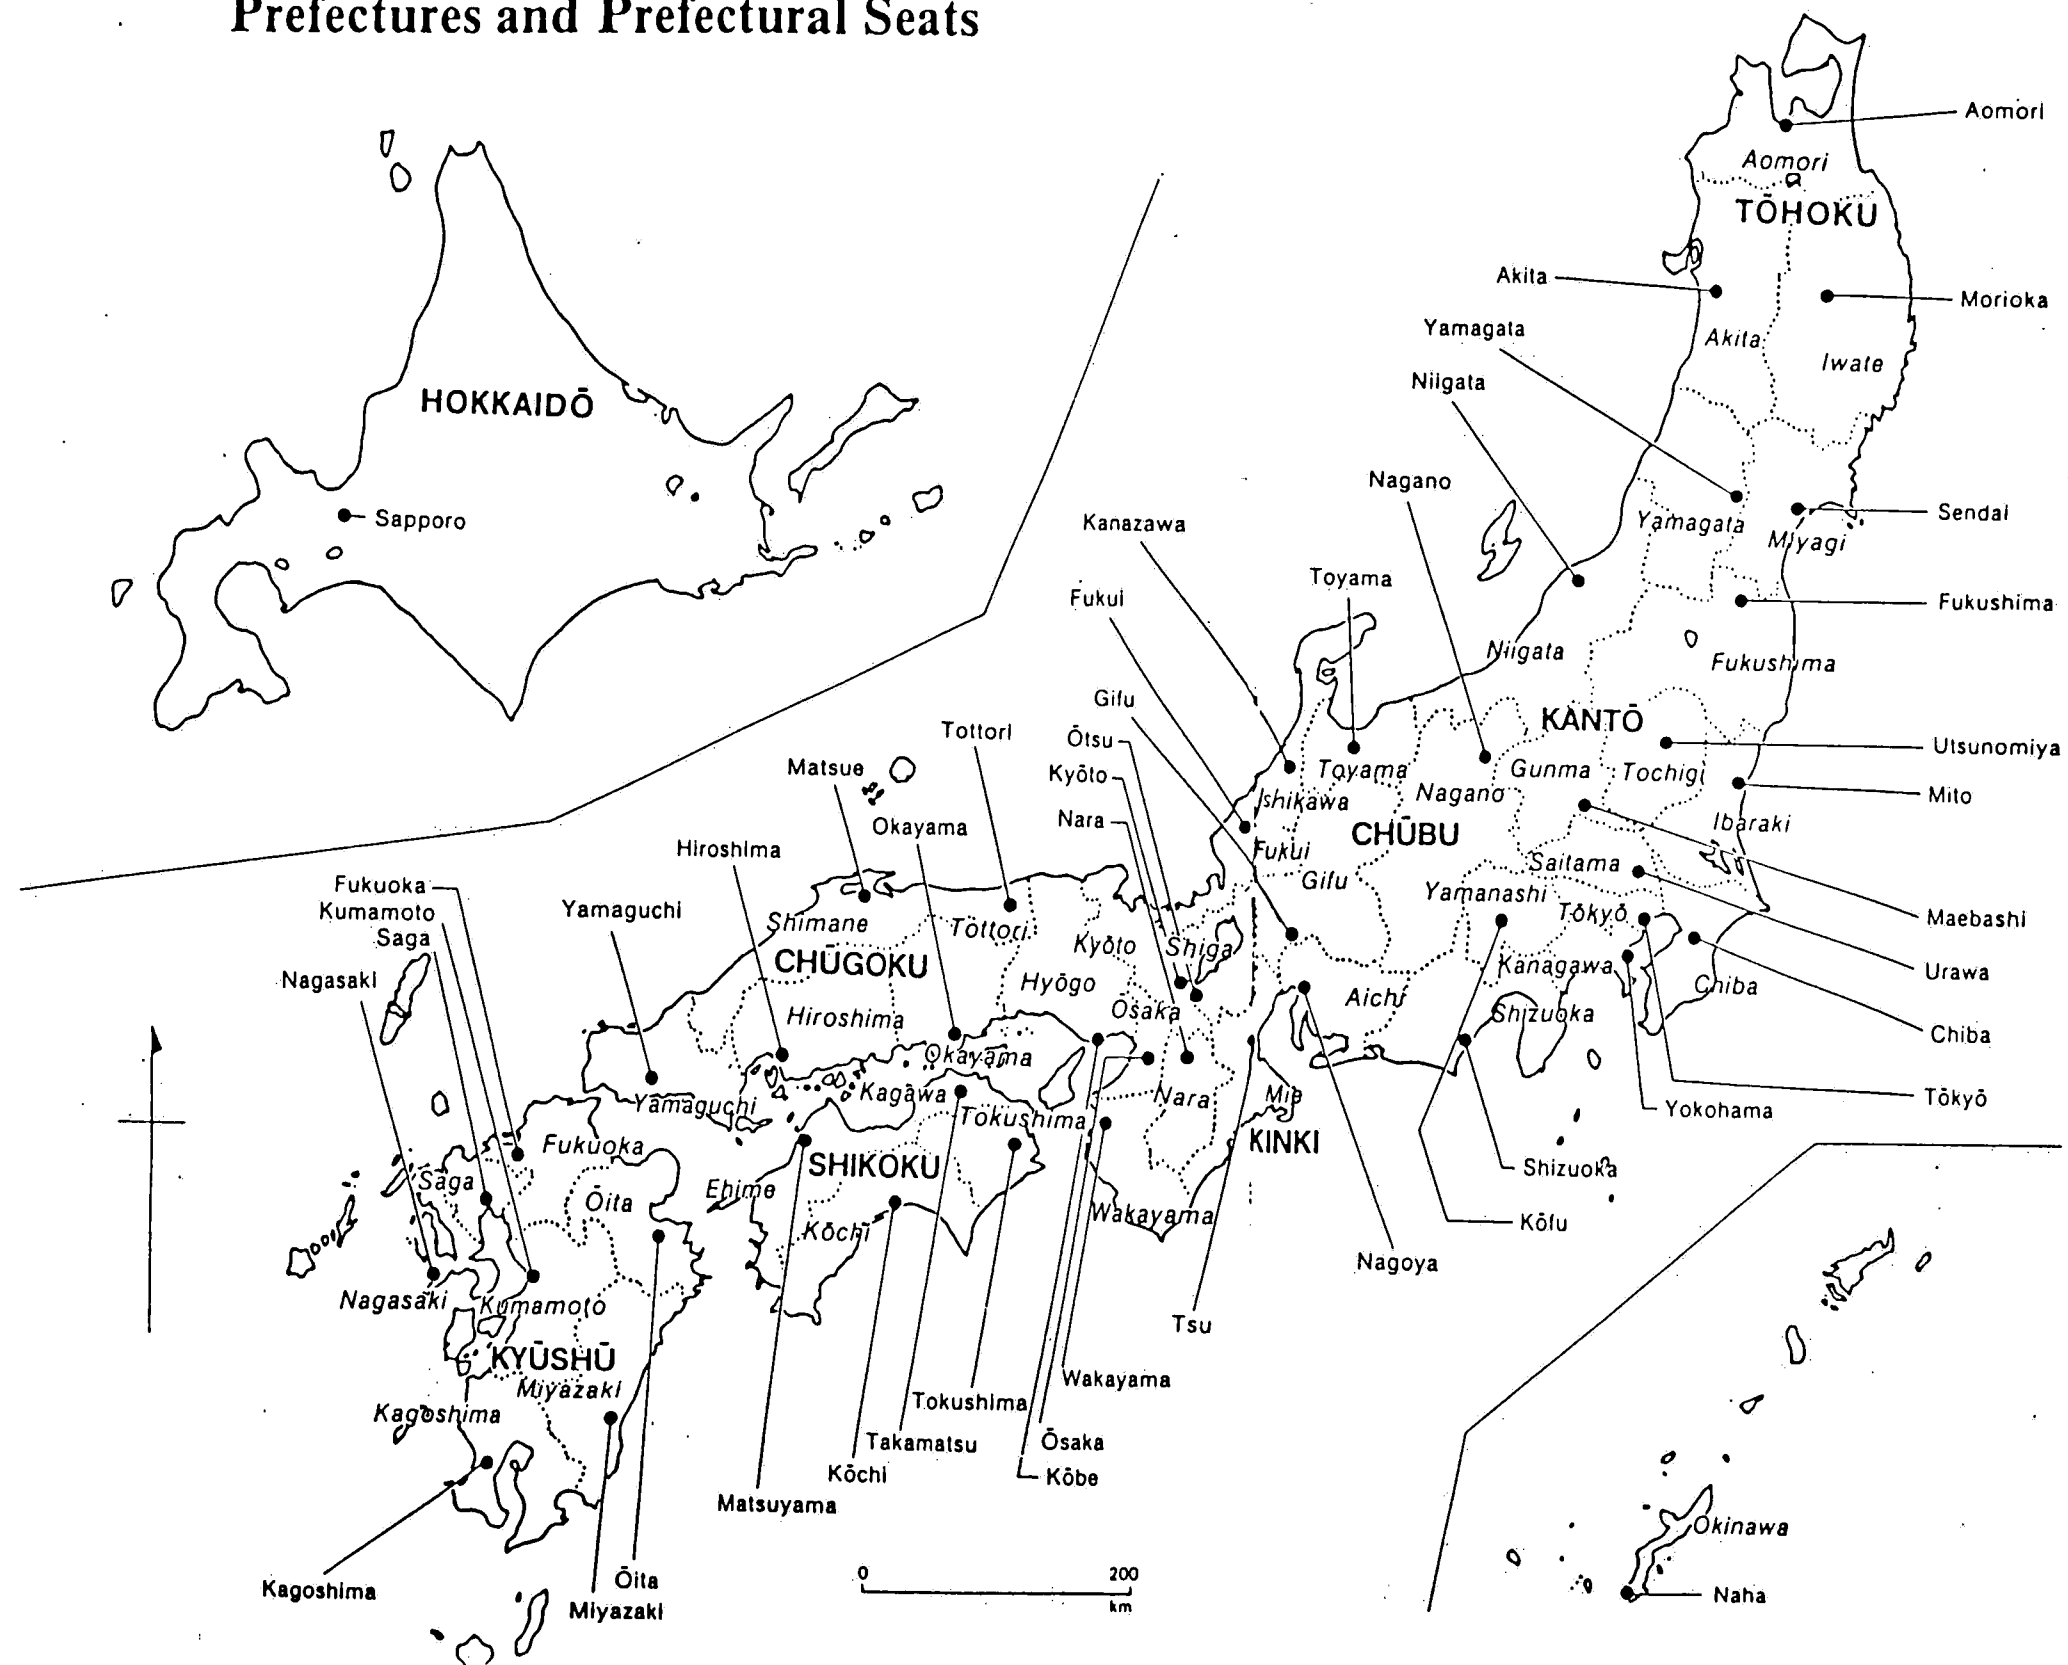 Prefectures and Prefectural Seats
Aomori
Aomori
TŌHOKU
Akita
Morioka
Yamagata
Akita
Iwate
Niigata
HOKKAIDŌ
Nagano
Sapporo
Kanazawa
Yamagata
Sendai
Miyagi
Toyama
Fukui
Fukushima
Niigata
Fukushima
Gifu
KANTŌ
Tottori
Ōtsu
Utsunomiya
Matsue
Kyōto
Toyama
Gunma
Tochigi
Ishikawa
Nagano
Mito
Okayama
Nara
CHŪBU
Ibaraki
Hiroshima
Fukui
Saitama
Fukuoka
Gifu
Yamanashi
Kumamoto
Yamaguchi
Shimane
Tottori
Tōkyō
Maebashi
Saga
Kyōto
Shiga
CHŪGOKU
Kanagawa
Urawa
Nagasaki
Hyōgo
Aichi
Chiba
Hiroshima
Ōsaka
Shizuoka
Chiba
Okayama
Yamaguchi
Kagawa
Nara
Mie
Tōkyō
Tokushima
Yokohama
Fukuoka
KINKI
SHIKOKU
Shizuoka
Saga
Ōita
Ehime
Kōchi
Wakayama
Kōfu
Nagoya
Nagasaki
Kumamoto
Tsu
KYŪSHŪ
Miyazaki
Wakayama
Kagoshima
Tokushima
Takamatsu
Ōsaka
Kōchi
Kōbe
Matsuyama
Okinawa
Kagoshima
Ōita
0 200
km
Miyazaki
Naha